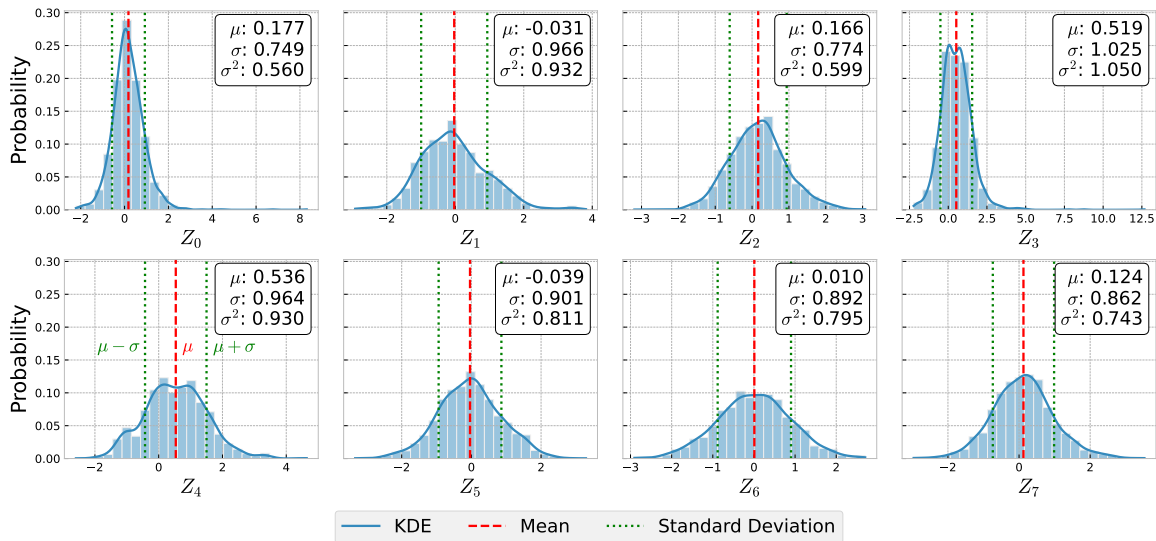 μ: 0.177
σ: 0.749
σ²: 0.560
Probability
0.30
0.25
0.20
0.15
0.10
0.05
0.00
−2 0 2 4 6 8
Z₀
μ: -0.031
σ: 0.966
σ²: 0.932
−2 0 2 4
Z₁
μ: 0.166
σ: 0.774
σ²: 0.599
−3 −2 −1 0 1 2 3
Z₂
μ: 0.519
σ: 1.025
σ²: 1.050
−2.5 0.0 2.5 5.0 7.5 10.0 12.5
Z₃
μ: 0.536
σ: 0.964
σ²: 0.930
μ − σ μ μ + σ
Probability
0.30
0.25
0.20
0.15
0.10
0.05
0.00
−2 0 2 4
Z₄
μ: -0.039
σ: 0.901
σ²: 0.811
−2 0 2
Z₅
μ: 0.010
σ: 0.892
σ²: 0.795
−3 −2 −1 0 1 2
Z₆
μ: 0.124
σ: 0.862
σ²: 0.743
−2 0 2
Z₇
KDE Mean Standard Deviation